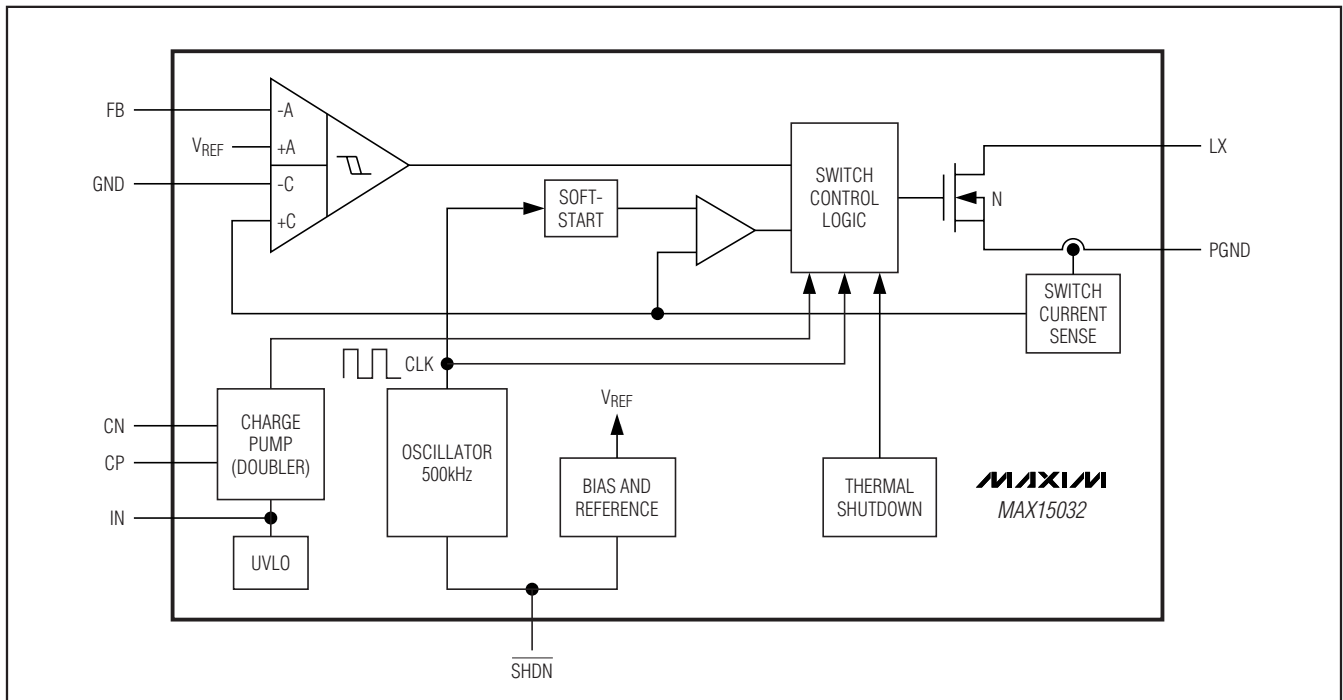 FB
-A
VREF
+A
GND
-C
+C
SOFT-
START
SWITCH
CONTROL
LOGIC
N
LX
PGND
SWITCH
CURRENT
SENSE
CLK
CN
CP
IN
CHARGE
PUMP
(DOUBLER)
UVLO
OSCILLATOR
500kHz
VREF
BIAS AND
REFERENCE
THERMAL
SHUTDOWN
MAXIM
MAX15032
SHDN